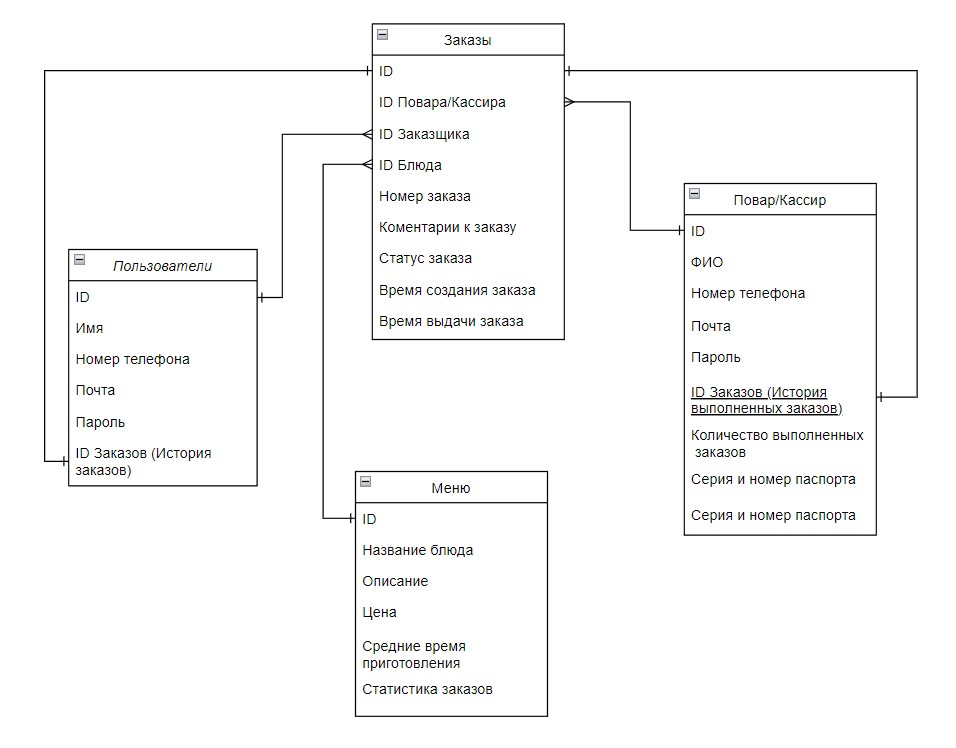 Заказы
ID
ID Повара/Кассира
ID Заказщика
ID Блюда
Номер заказа
Коментарии к заказу
Статус заказа
Время создания заказа
Время выдачи заказа
Повар/Кассир
ID
ФИО
Номер телефона
Почта
Пароль
ID Заказов (История
выполненных заказов)
Количество выполненных
заказов
Серия и номер паспорта
Серия и номер паспорта
Пользователи
ID
Имя
Номер телефона
Почта
Пароль
ID Заказов (История
заказов)
Меню
ID
Название блюда
Описание
Цена
Средние время
приготовления
Статистика заказов